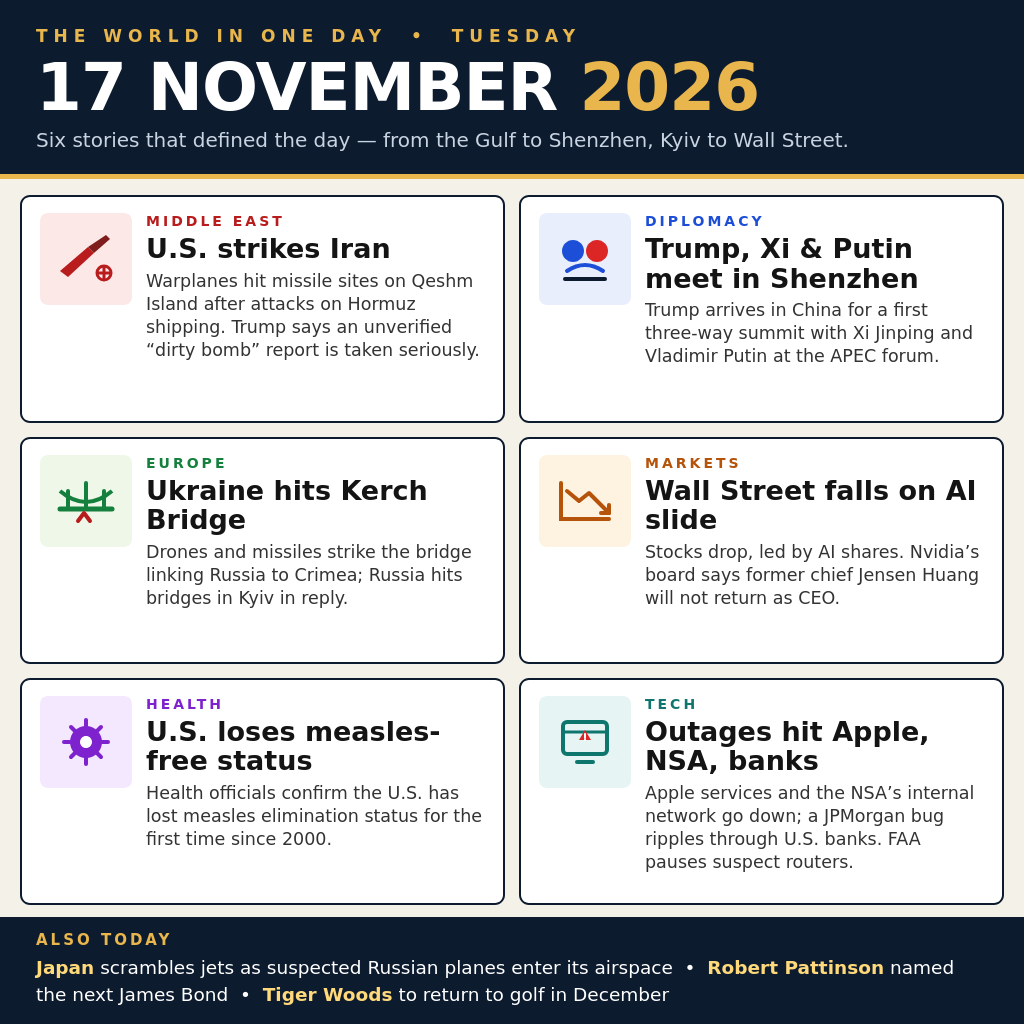 THE WORLD IN ONE DAY • TUESDAY
17 NOVEMBER 2026
Six stories that defined the day — from the Gulf to Shenzhen, Kyiv to Wall Street.
MIDDLE EAST
U.S. strikes Iran
Warplanes hit missile sites on Qeshm
Island after attacks on Hormuz
shipping. Trump says an unverified
“dirty bomb” report is taken seriously.
DIPLOMACY
Trump, Xi & Putin
meet in Shenzhen
Trump arrives in China for a first
three-way summit with Xi Jinping and
Vladimir Putin at the APEC forum.
EUROPE
Ukraine hits Kerch
Bridge
Drones and missiles strike the bridge
linking Russia to Crimea; Russia hits
bridges in Kyiv in reply.
MARKETS
Wall Street falls on AI
slide
Stocks drop, led by AI shares. Nvidia’s
board says former chief Jensen Huang
will not return as CEO.
HEALTH
U.S. loses measles-
free status
Health officials confirm the U.S. has
lost measles elimination status for the
first time since 2000.
TECH
Outages hit Apple,
NSA, banks
Apple services and the NSA’s internal
network go down; a JPMorgan bug
ripples through U.S. banks. FAA
pauses suspect routers.
ALSO TODAY
Japan scrambles jets as suspected Russian planes enter its airspace • Robert Pattinson named
the next James Bond • Tiger Woods to return to golf in December